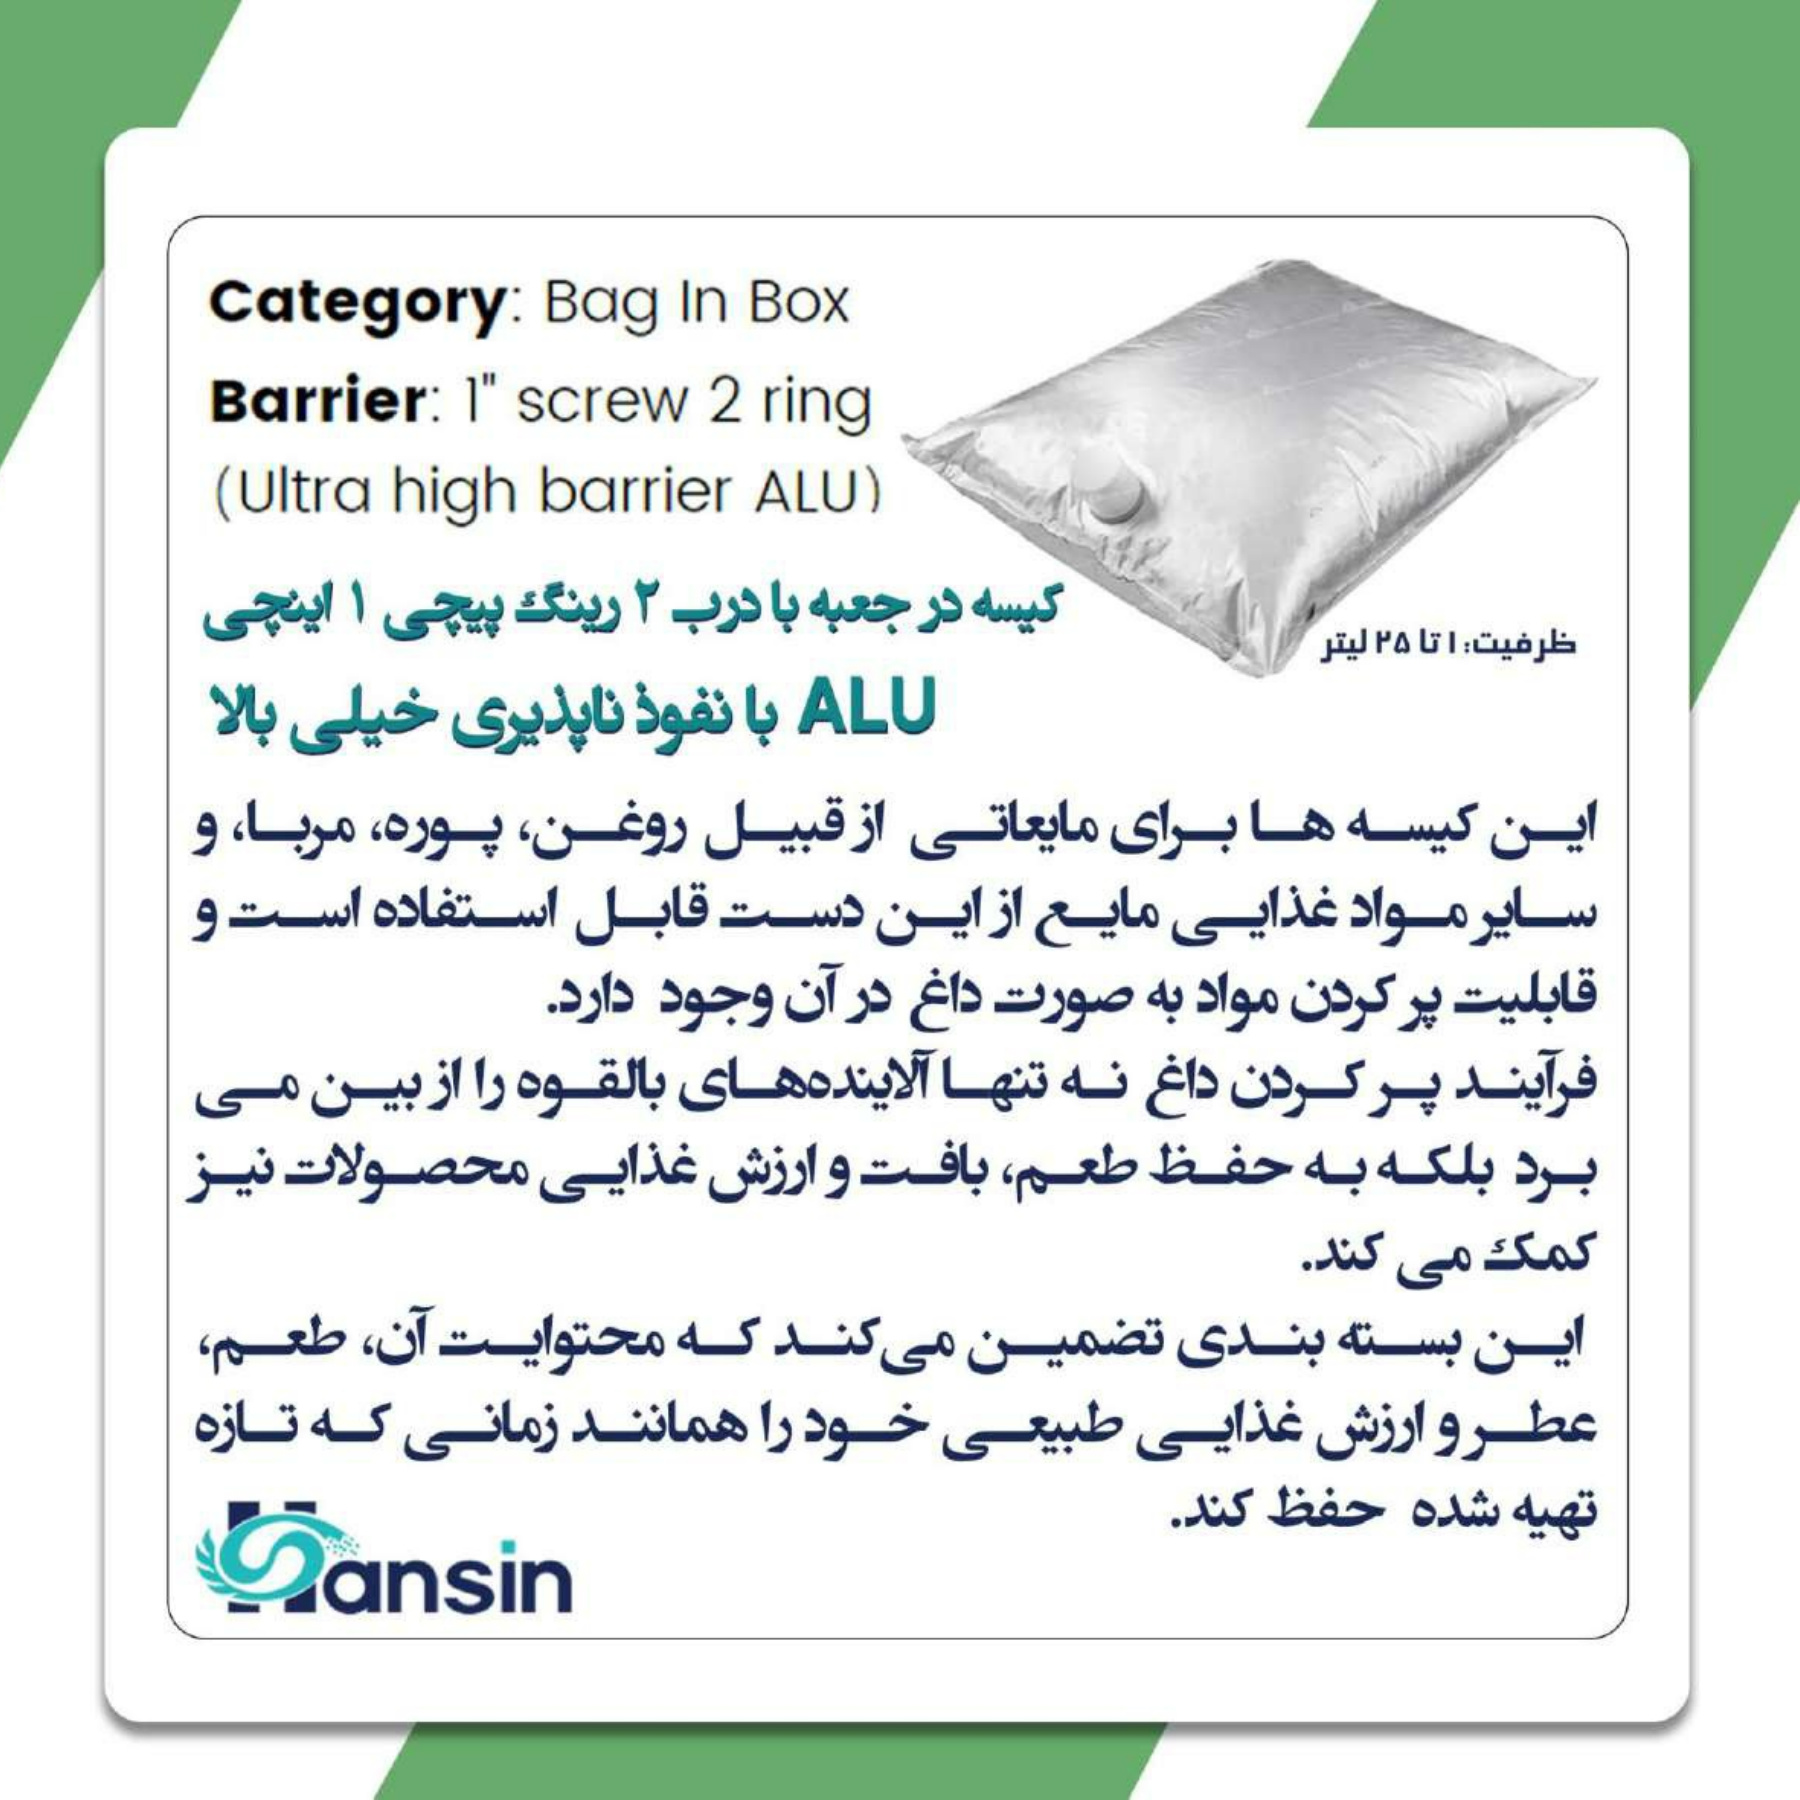 Category: Bag In Box
Barrier: 1" screw 2 ring
(Ultra high barrier ALU)
کیسه در جعبه با درب ۲ رینگ پیچی ۱ اینچی
ظرفیت: ۱ تا ۲۵ لیتر
ALU با نفوذ ناپذیری خیلی بالا
این کیسه ها برای مایعاتی از قبیل روغن، پوره، مربا، و
سایر مواد غذایی مایع از این دست قابل استفاده است و
قابلیت پر کردن مواد به صورت داغ در آن وجود دارد.
فرآیند پر کردن داغ نه تنها آلاینده‌های بالقوه را از بین می
برد بلکه به حفظ طعم، بافت و ارزش غذایی محصولات نیز
کمک می کند.
این بسته بندی تضمین می‌کند که محتوایت آن، طعم،
عطر و ارزش غذایی طبیعی خود را همانند زمانی که تازه
تهیه شده حفظ کند.
Hansin